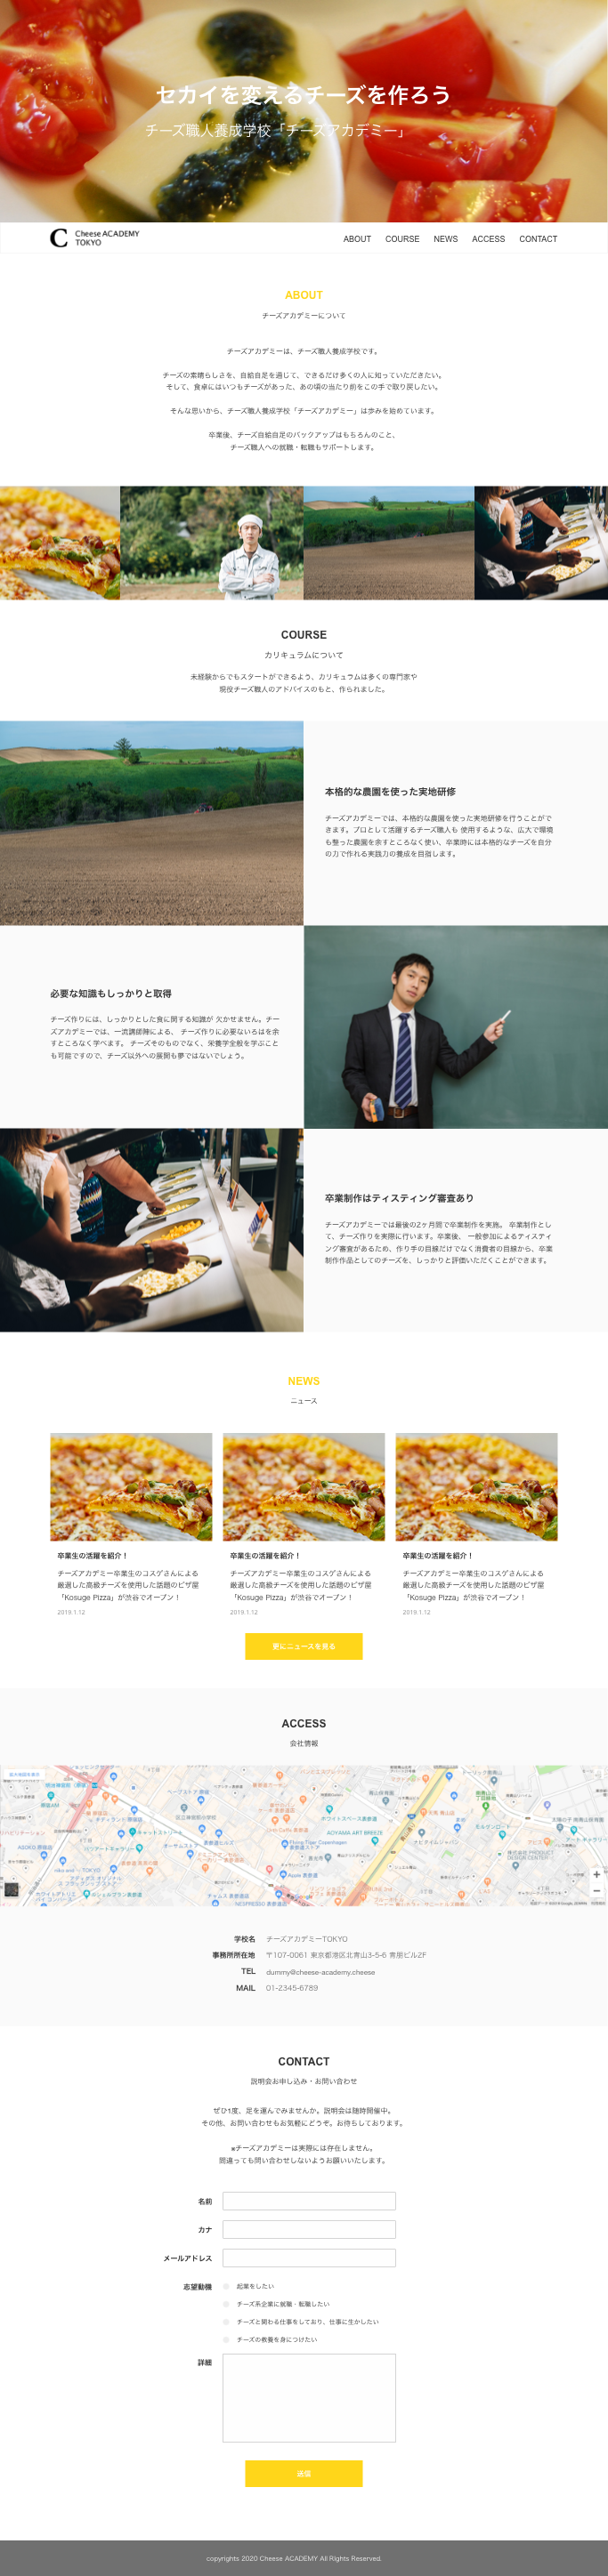 セカイを変えるチーズを作ろう
チーズ職人養成学校「チーズアカデミー」
C Cheese ACADEMY TOKYO
ABOUT COURSE NEWS ACCESS CONTACT
ABOUT
チーズアカデミーについて
チーズアカデミーは、チーズ職人養成学校です。
チーズの素晴らしさを、自給自足を通じて、できるだけ多くの人に知っていただきたい。
そして、食卓にはいつもチーズがあった、あの頃の当たり前をこの手で取り戻したい。
そんな思いから、チーズ職人養成学校「チーズアカデミー」は歩みを始めています。
卒業後、チーズ自給自足のバックアップはもちろんのこと、
チーズ職人への就職・転職もサポートします。
COURSE
カリキュラムについて
未経験からでもスタートができるよう、カリキュラムは多くの専門家や
現役チーズ職人のアドバイスのもと、作られました。
本格的な農園を使った実地研修
チーズアカデミーでは、本格的な農園を使った実地研修を行うことがで
きます。プロとして活躍するチーズ職人も 使用するような、広大で環境
も整った農園を余すところなく使い、卒業時には本格的なチーズを自分
の力で作れる実践力の養成を目指します。
必要な知識もしっかりと取得
チーズ作りには、しっかりとした食に関する知識が 欠かせません。チー
ズアカデミーでは、一流講師陣による、 チーズ作りに必要ないろはを余
すところなく学べます。 チーズそのものでなく、栄養学全般を学ぶこと
も可能ですので、チーズ以外への展開も夢ではないでしょう。
卒業制作はティスティング審査あり
チーズアカデミーでは最後の2ヶ月間で卒業制作を実施。 卒業制作とし
て、チーズ作りを実際に行います。卒業後、 一般参加によるティスティ
ング審査があるため、作り手の目線だけでなく消費者の目線から、卒業
制作作品としてのチーズを、しっかりと評価いただくことができます。
NEWS
ニュース
卒業生の活躍を紹介！
チーズアカデミー卒業生のコスゲさんによる
厳選した高級チーズを使用した話題のピザ屋
「Kosuge Pizza」が渋谷でオープン！
2019.1.12
卒業生の活躍を紹介！
チーズアカデミー卒業生のコスゲさんによる
厳選した高級チーズを使用した話題のピザ屋
「Kosuge Pizza」が渋谷でオープン！
2019.1.12
卒業生の活躍を紹介！
チーズアカデミー卒業生のコスゲさんによる
厳選した高級チーズを使用した話題のピザ屋
「Kosuge Pizza」が渋谷でオープン！
2019.1.12
更にニュースを見る
ACCESS
会社情報
学校名 チーズアカデミーTOKYO
事務所所在地 〒107-0061 東京都港区北青山3-5-6 青朋ビル2F
TEL dummy@cheese-academy.cheese
MAIL 01-2345-6789
CONTACT
説明会お申し込み・お問い合わせ
ぜひ1度、足を運んでみませんか。説明会は随時開催中。
その他、お問い合わせもお気軽にどうぞ。お待ちしております。
※チーズアカデミーは実際には存在しません。
間違っても問い合わせしないようお願いいたします。
名前
カナ
メールアドレス
志望動機 起業をしたい
チーズ系企業に就職・転職したい
チーズと関わる仕事をしており、仕事に生かしたい
チーズの教養を身につけたい
詳細
送信
copyrights 2020 Cheese ACADEMY All Rights Reserved.